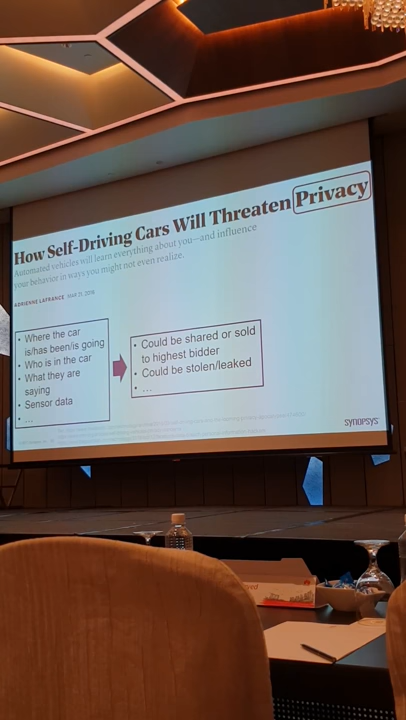 How Self-Driving Cars Will Threaten Privacy
Automated vehicles will learn everything about you—and influence
your behavior in ways you might not even realize.
ADRIENNE LAFRANCE MAR 21, 2016
• Where the car
is/has been/is going
• Who is in the car
• What they are
saying
• Sensor data
• ...
• Could be shared or sold
to highest bidder
• Could be stolen/leaked
• ...
SYNOPSYS